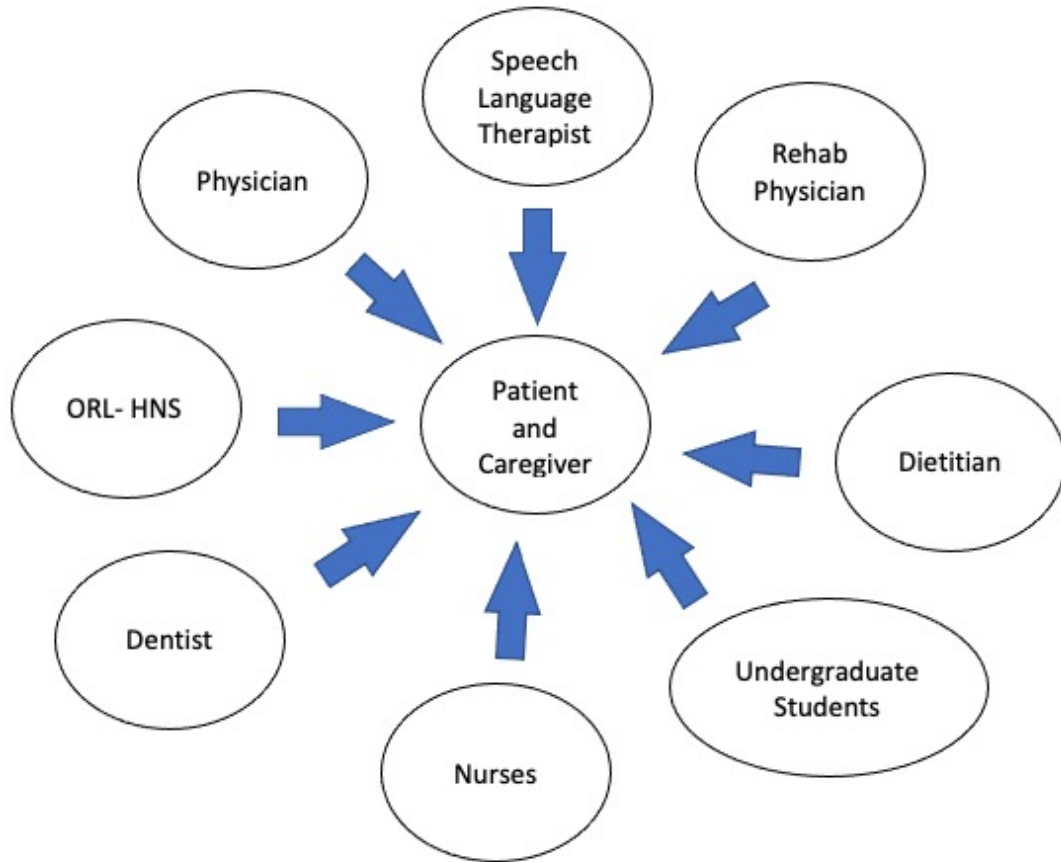 Speech
Language
Therapist
Physician
Rehab
Physician
ORL- HNS
Patient
and
Caregiver
Dietitian
Dentist
Undergraduate
Students
Nurses